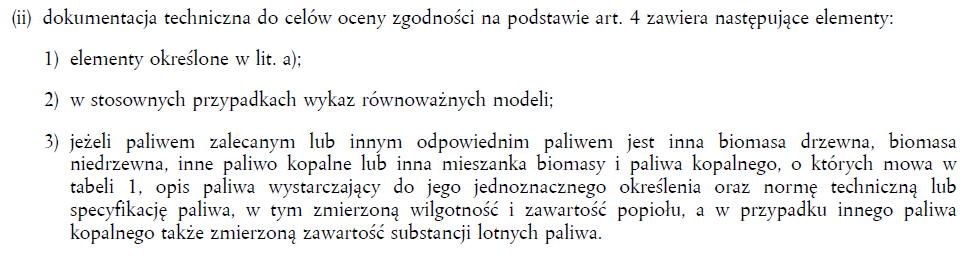 (ii) dokumentacja techniczna do celów oceny zgodności na podstawie art. 4 zawiera następujące elementy:
1) elementy określone w lit. a);
2) w stosownych przypadkach wykaz równoważnych modeli;
3) jeżeli paliwem zalecanym lub innym odpowiednim paliwem jest inna biomasa drzewna, biomasa
niedrzewna, inne paliwo kopalne lub inna mieszanka biomasy i paliwa kopalnego, o których mowa w
tabeli 1, opis paliwa wystarczający do jego jednoznacznego określenia oraz normę techniczną lub
specyfikację paliwa, w tym zmierzoną wilgotność i zawartość popiołu, a w przypadku innego paliwa
kopalnego także zmierzoną zawartość substancji lotnych paliwa.